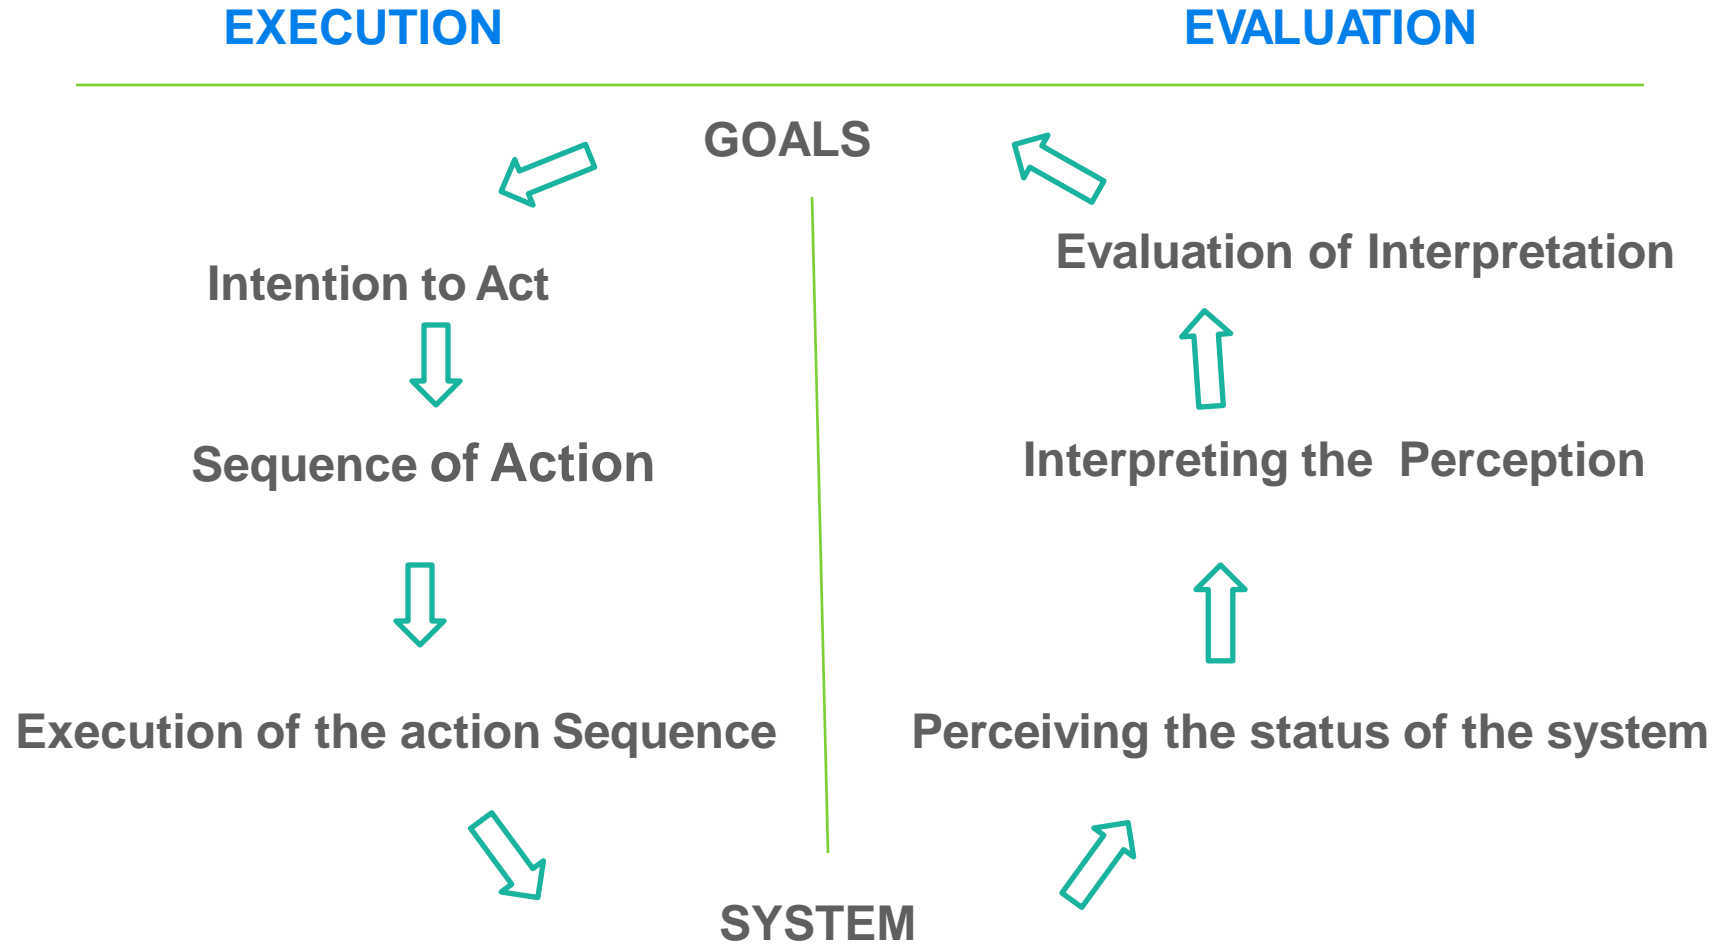 EXECUTION
EVALUATION
GOALS
Intention to Act
Evaluation of Interpretation
Sequence of Action
Interpreting the Perception
Execution of the action Sequence
Perceiving the status of the system
SYSTEM